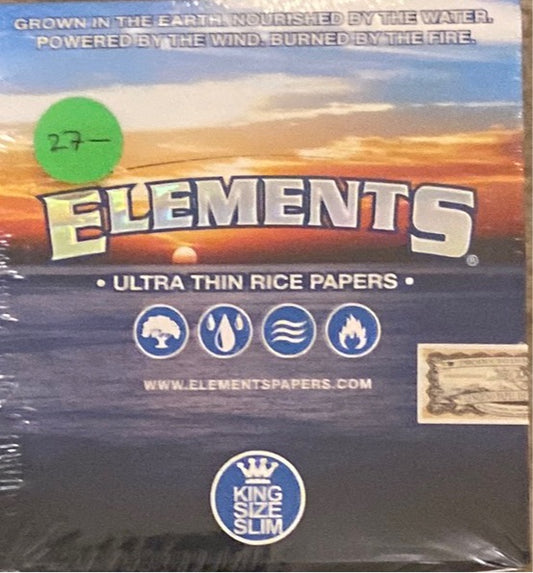 GROWN IN THE EARTH. NOURISHED BY THE WATER.
POWERED BY THE WIND. BURNED BY THE FIRE.
27—
ELEMENTS®
• ULTRA THIN RICE PAPERS •
WWW.ELEMENTSPAPERS.COM
KING
SIZE
SLIM